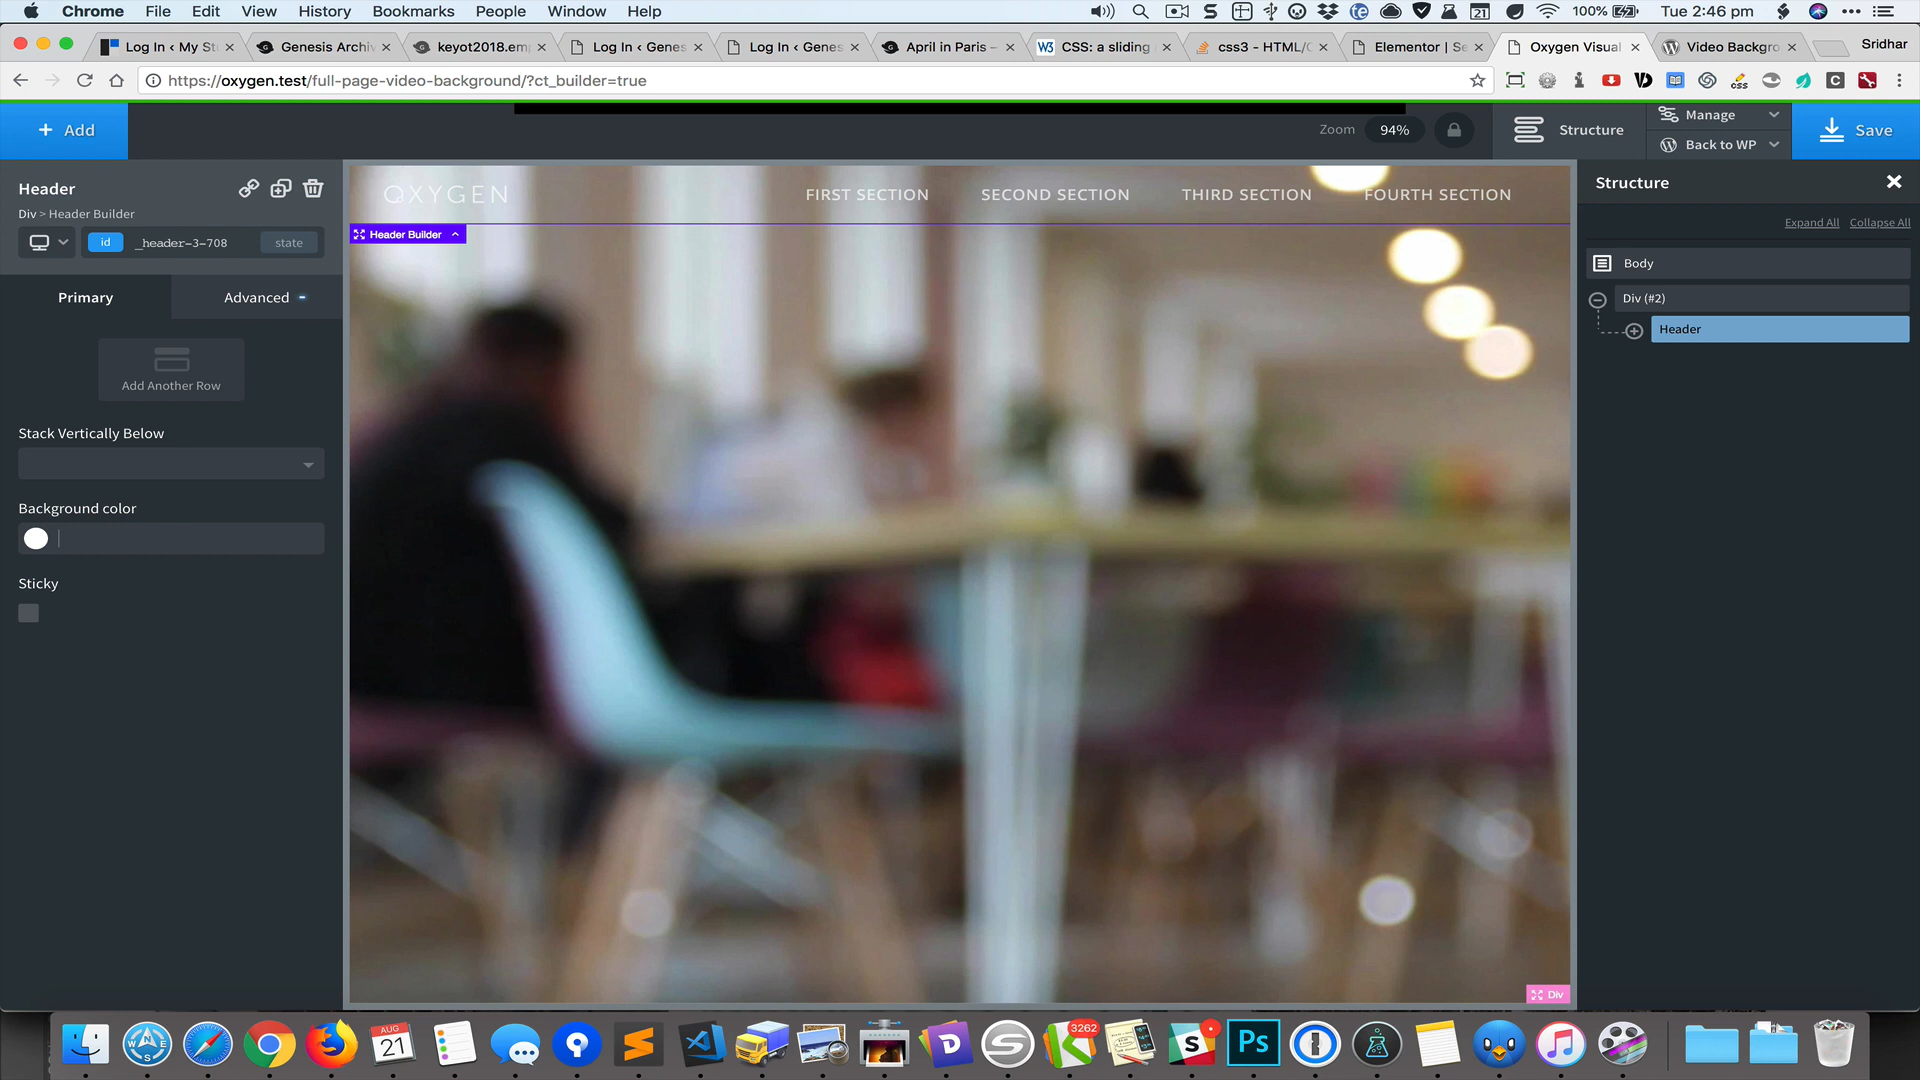 Chrome File Edit View History Bookmarks People Window Help
100% Tue 2:46 pm
Log In ‹ My St
Genesis Archiv
keyot2018.emp
Log In ‹ Genes
Log In ‹ Genes
April in Paris –
CSS: a sliding
css3 - HTML/C
Elementor | Se
Oxygen Visual
Video Backgro
Sridhar
https://oxygen.test/full-page-video-background/?ct_builder=true
+ Add
Zoom 94%
Structure
Manage
Back to WP
Save
Header
Div > Header Builder
id _header-3-708 state
Primary
Advanced
Add Another Row
Stack Vertically Below
Background color
Sticky
OXYGEN
FIRST SECTION
SECOND SECTION
THIRD SECTION
FOURTH SECTION
Header Builder
Div
Structure
Expand All Collapse All
Body
Div (#2)
Header
AUG
21
3262
Ps